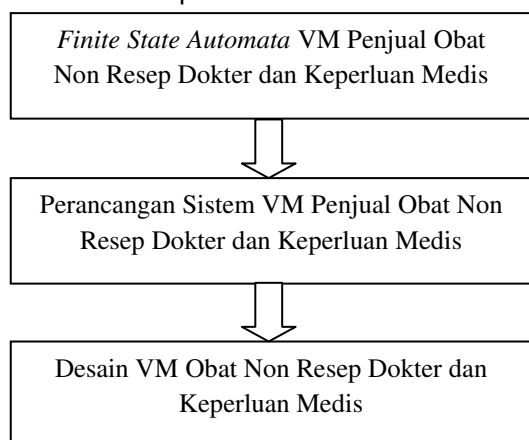 Finite State Automata VM Penjual Obat
Non Resep Dokter dan Keperluan Medis
Perancangan Sistem VM Penjual Obat Non
Resep Dokter dan Keperluan Medis
Desain VM Obat Non Resep Dokter dan
Keperluan Medis